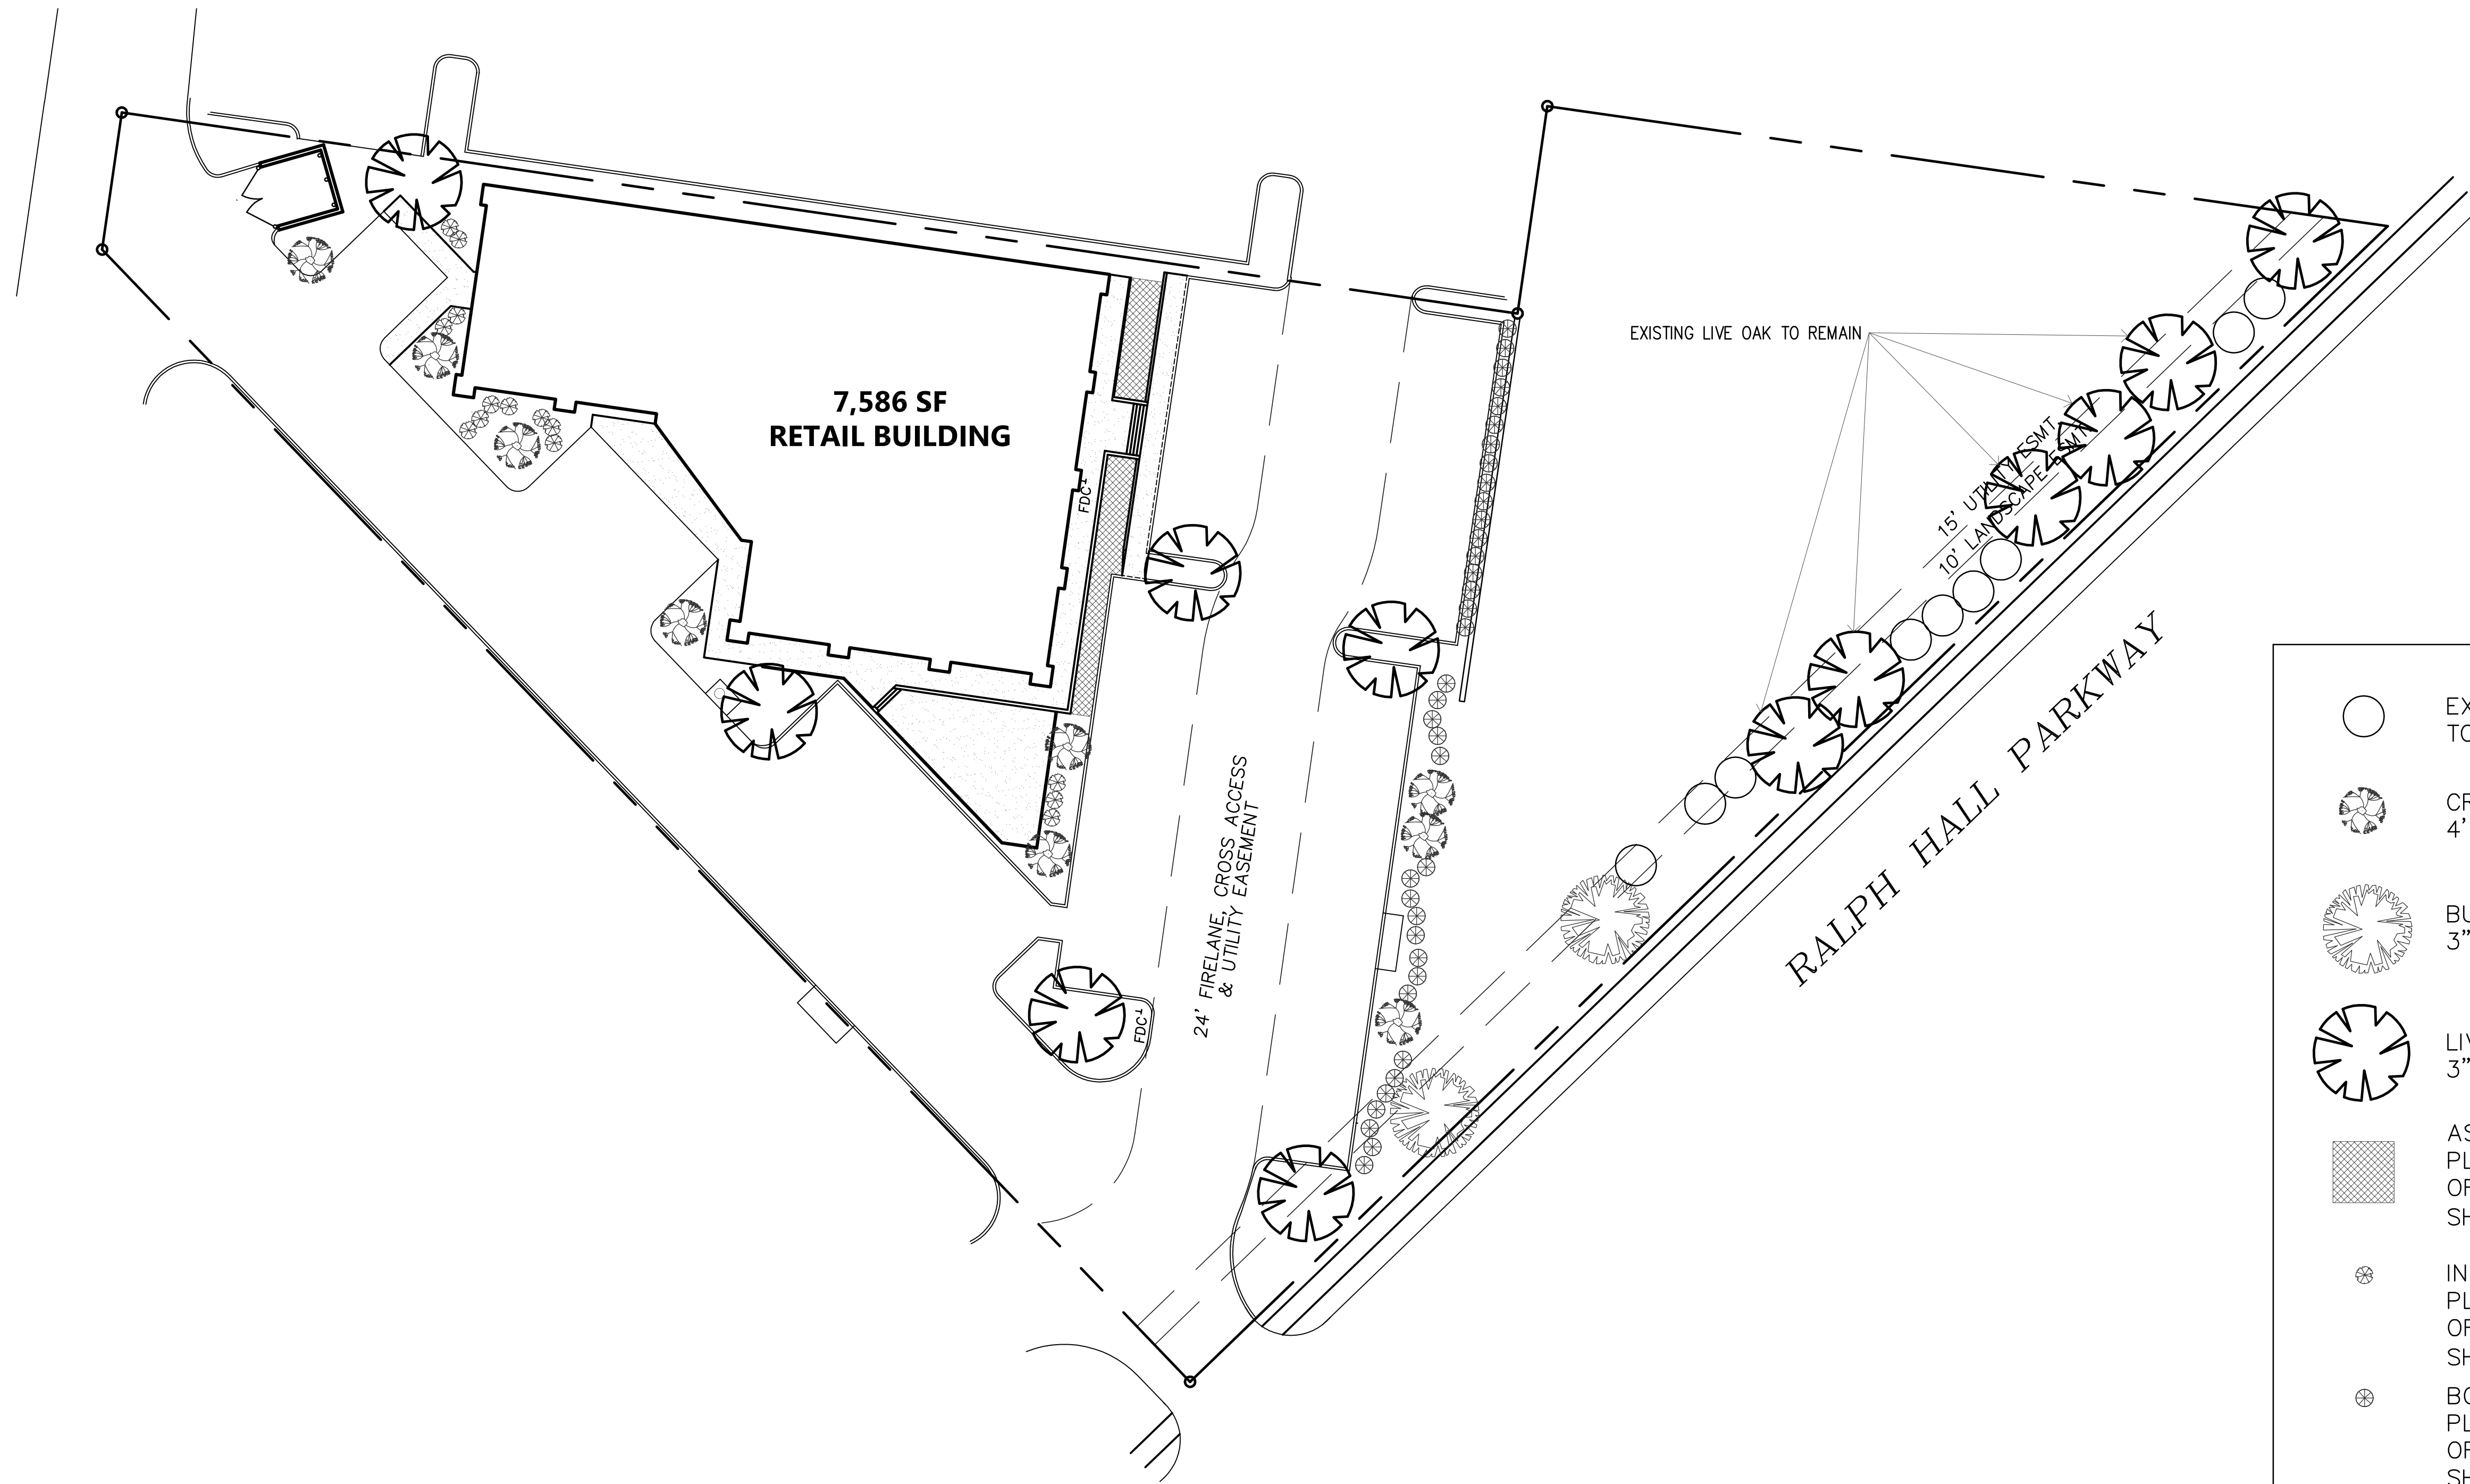 7,586 SF
RETAIL BUILDING
EXISTING LIVE OAK TO REMAIN
15' UTILITY ESMT
10' LANDSCAPE ESMT
FDC
24' FIRELANE, CROSS ACCESS
& UTILITY EASEMENT
FDC
RALPH HALL PARKWAY
EX
TO
CR
4'
BU
3"
LIV
3"
AS
PL
OF
SH
IN
PL
OF
SH
BO
PL
OF
SH